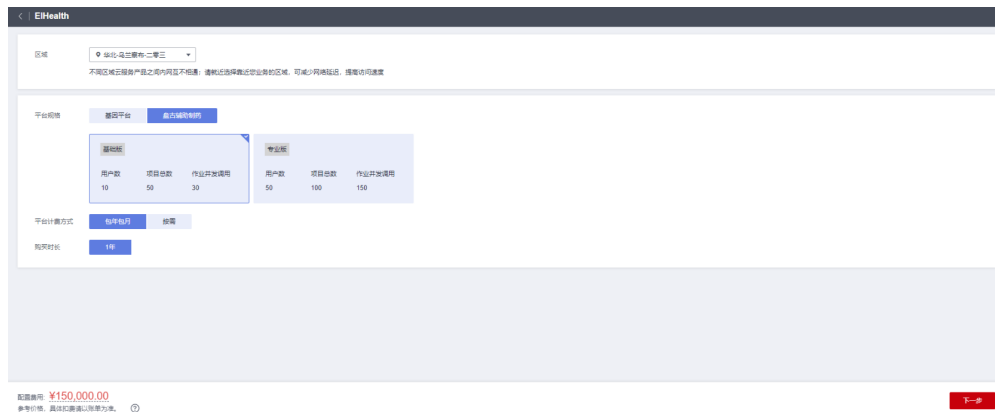 EIHealth
区域
华北-乌兰察布-二零三
不同区域云服务产品之间内网互不相通；请就近选择靠近您业务的区域，可减少网络延迟，提高访问速度
平台规格 基因平台 盘古辅助制药
基础版 专业版
用户数 项目总数 作业并发调用 用户数 项目总数 作业并发调用
10 50 30 50 100 150
平台计费方式 包年包月 按需
购买时长 1年
配置费用 ¥150,000.00
参考价格，具体扣费请以账单为准。
下一步